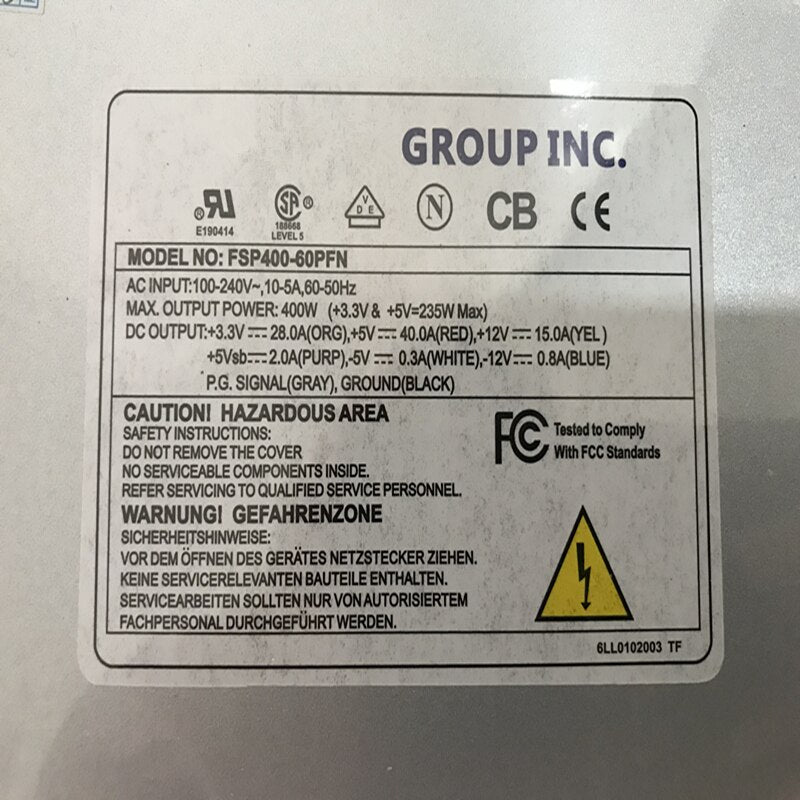 GROUP INC.
E190414
SA
188668
LEVEL 5
VDE
N
CB
CE
MODEL NO: FSP400-60PFN
AC INPUT:100-240V~,10-5A,60-50Hz
MAX. OUTPUT POWER: 400W (+3.3V & +5V=235W Max)
DC OUTPUT:+3.3V ⎓ 28.0A(ORG),+5V ⎓ 40.0A(RED),+12V ⎓ 15.0A(YEL)
+5Vsb⎓2.0A(PURP),-5V ⎓ 0.3A(WHITE),-12V⎓ 0.8A(BLUE)
P.G. SIGNAL(GRAY), GROUND(BLACK)
CAUTION! HAZARDOUS AREA
SAFETY INSTRUCTIONS:
DO NOT REMOVE THE COVER
NO SERVICEABLE COMPONENTS INSIDE.
REFER SERVICING TO QUALIFIED SERVICE PERSONNEL.
FC Tested to Comply
With FCC Standards
WARNUNG! GEFAHRENZONE
SICHERHEITSHINWEISE:
VOR DEM ÖFFNEN DES GERÄTES NETZSTECKER ZIEHEN.
KEINE SERVICERELEVANTEN BAUTEILE ENTHALTEN.
SERVICEARBEITEN SOLLTEN NUR VON AUTORISIERTEM
FACHPERSONAL DURCHGEFÜHRT WERDEN.
6LL0102003 TF